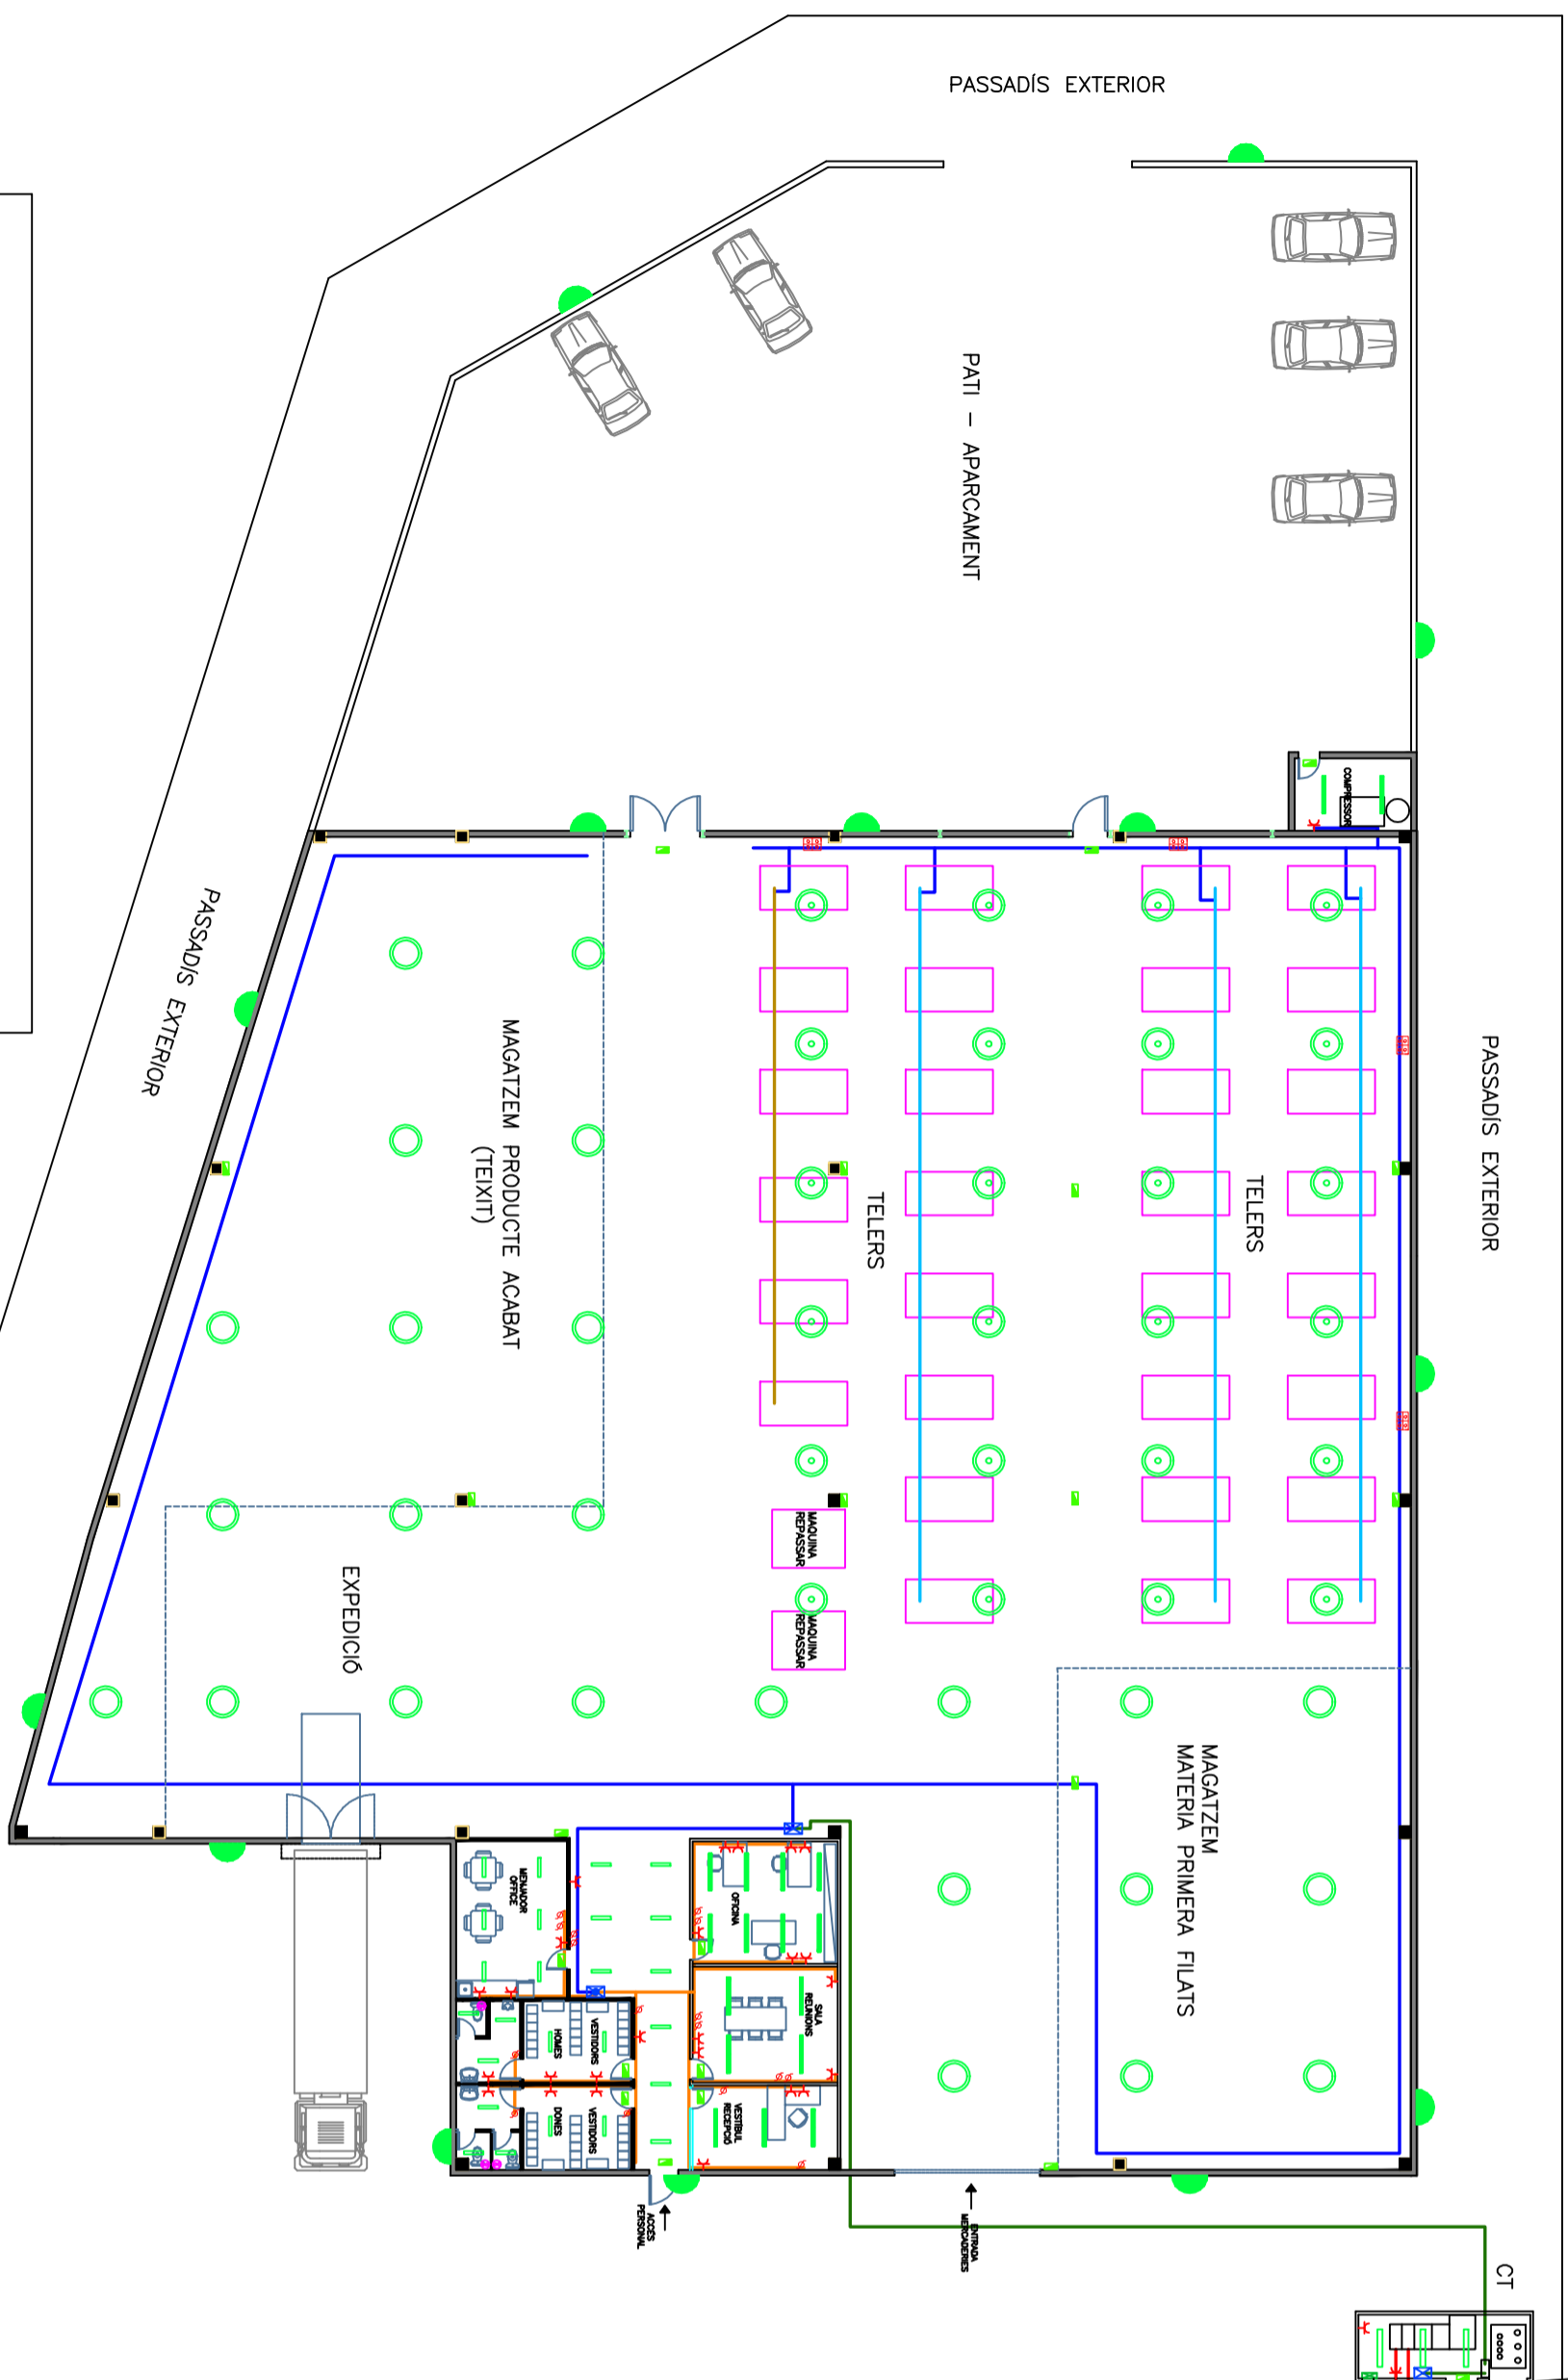 PASSADÍS EXTERIOR
PATI - APARCAMENT
COMPRESSOR
PASSADÍS EXTERIOR
PASSADÍS EXTERIOR
MAGATZEM PRODUCTE ACABAT
(TEIXIT)
TELERS
TELERS
MAQUINA
REPASSAR
MAQUINA
REPASSAR
EXPEDICIÓ
MAGATZEM
MATERIA PRIMERA FILATS
MENJADOR
OFFICE
OFICINA
SALA
REUNIONS
VESTIDORS
HOMES
VESTIDORS
DONES
VESTÍBUL
RECEPCIÓ
ACCÉS
PERSONAL
ENTRADA
MERCADERIES
CT